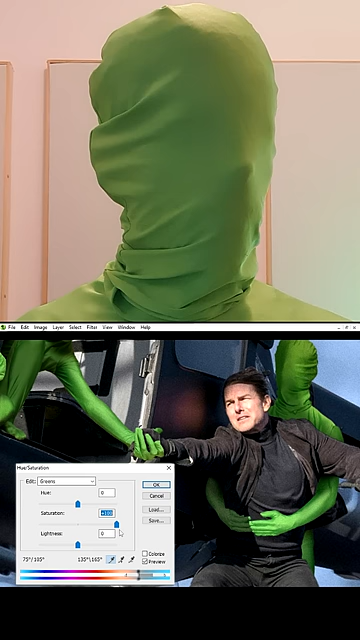 File Edit Image Layer Select Filter View Window Help
Hue/Saturation
Edit: Greens
OK
Hue: 0
Cancel
Saturation: +100
Load...
Save...
Lightness: 0
Colorize
Preview
75°/105° 135°\165°